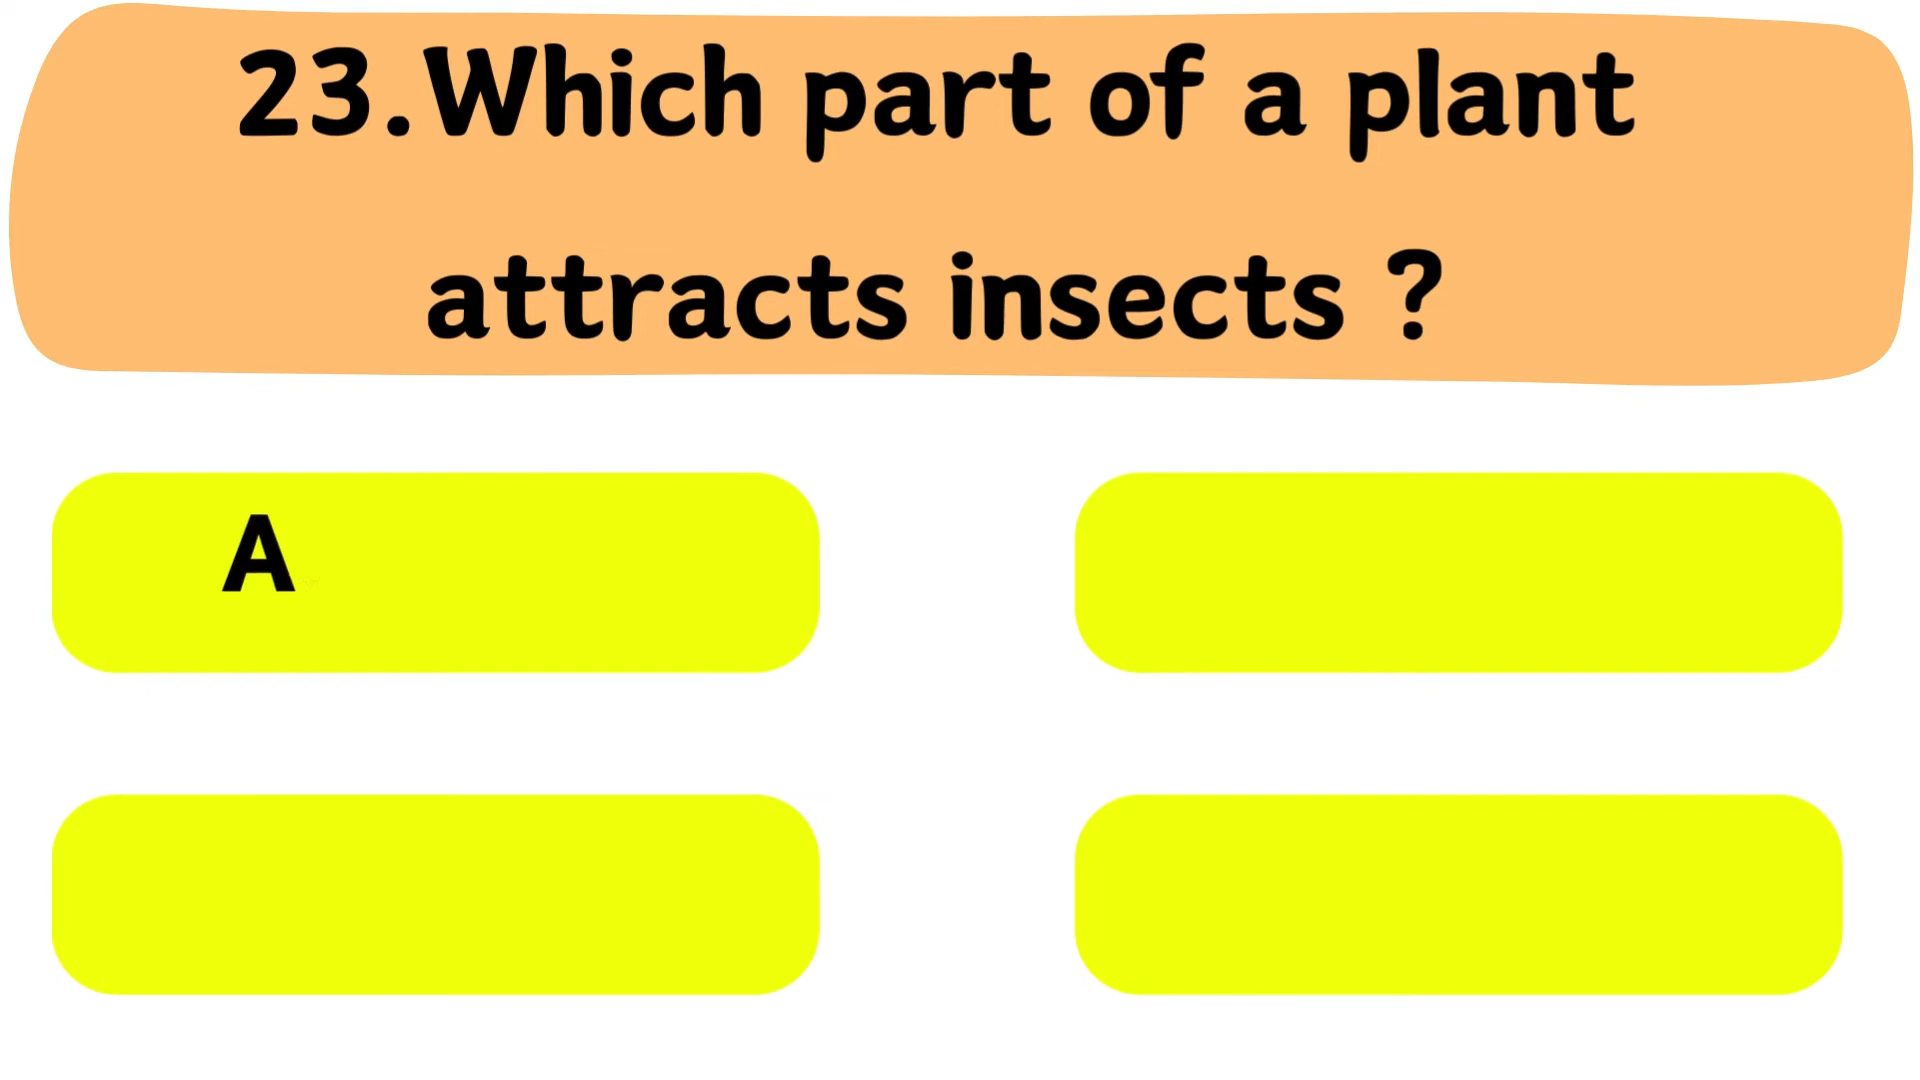 23.Which part of a plant
attracts insects ?
A